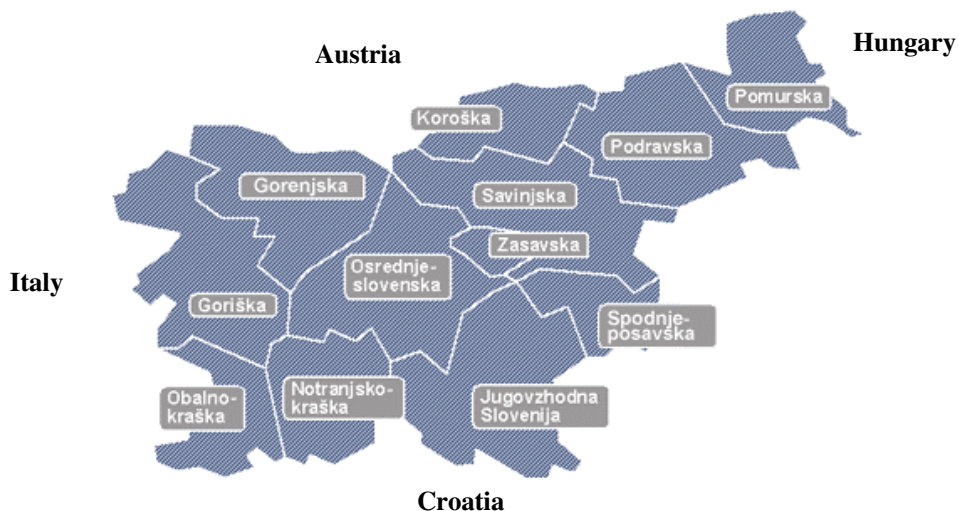 Austria
Hungary
Pomurska
Koroška
Podravska
Gorenjska
Savinjska
Zasavska
Osrednje-
slovenska
Italy
Goriška
Spodnje-
posavška
Obalno-
kraška
Notranjsko-
kraška
Jugovzhodna
Slovenija
Croatia